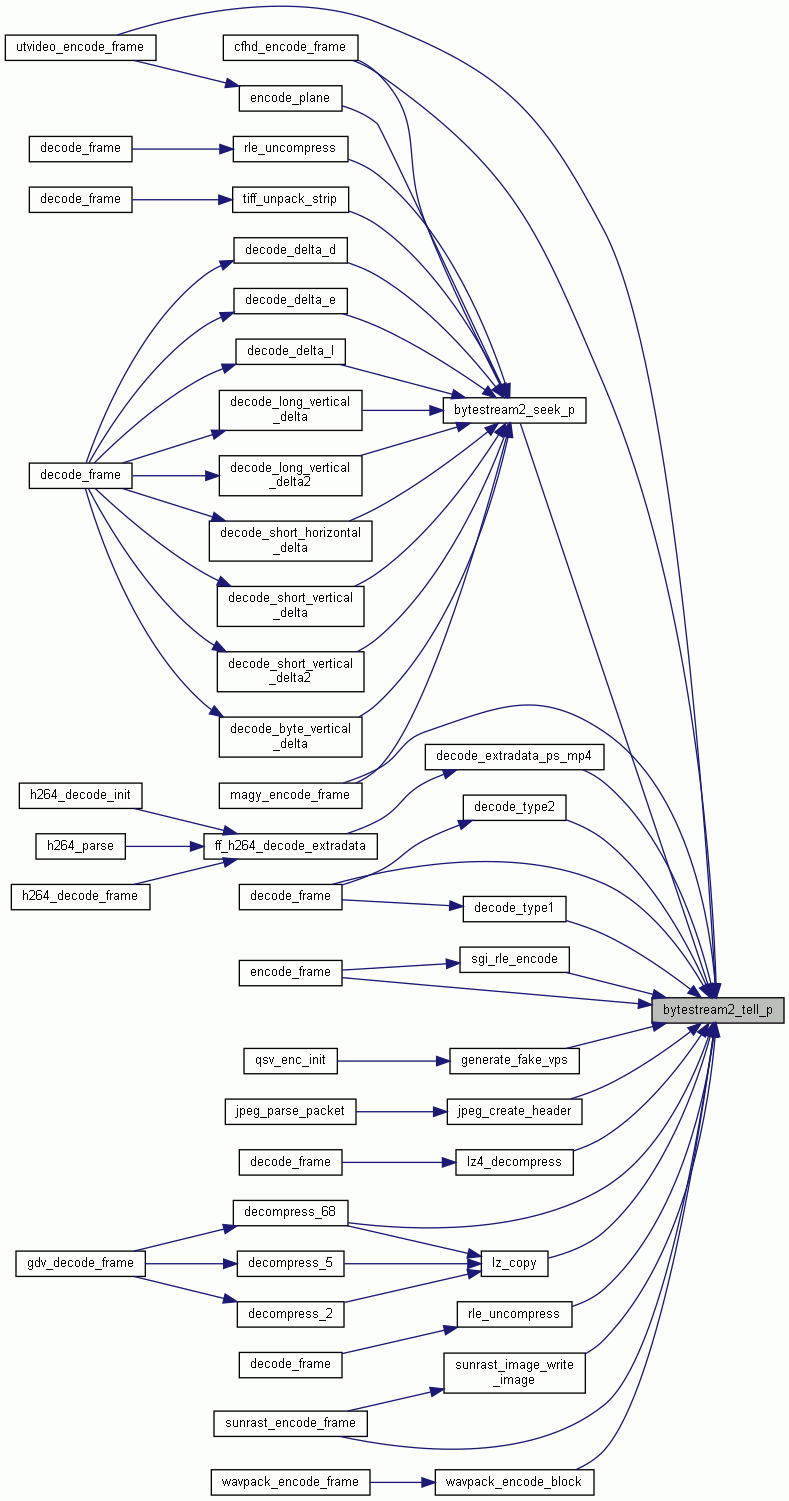 utvideo_encode_frame
cfhd_encode_frame
encode_plane
decode_frame
rle_uncompress
decode_frame
tiff_unpack_strip
decode_delta_d
decode_delta_e
decode_delta_l
decode_long_vertical
_delta
bytestream2_seek_p
decode_frame
decode_long_vertical
_delta2
decode_short_horizontal
_delta
decode_short_vertical
_delta
decode_short_vertical
_delta2
decode_byte_vertical
_delta
magy_encode_frame
decode_extradata_ps_mp4
h264_decode_init
decode_type2
h264_parse
ff_h264_decode_extradata
h264_decode_frame
decode_frame
decode_type1
sgi_rle_encode
encode_frame
bytestream2_tell_p
qsv_enc_init
generate_fake_vps
jpeg_parse_packet
jpeg_create_header
decode_frame
lz4_decompress
decompress_68
gdv_decode_frame
decompress_5
lz_copy
decompress_2
rle_uncompress
decode_frame
sunrast_image_write
_image
sunrast_encode_frame
wavpack_encode_frame
wavpack_encode_block